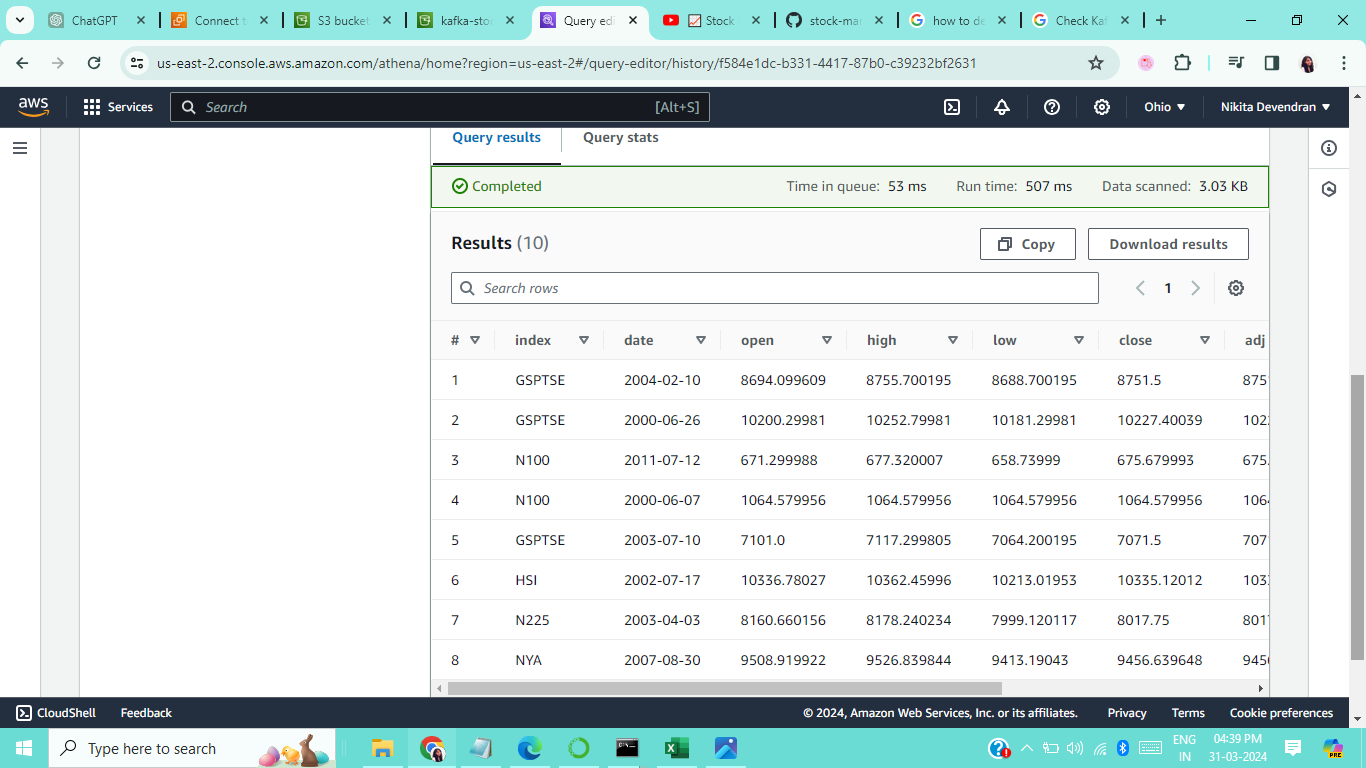 ChatGPT
Connect t
S3 bucket
kafka-sto
Query edi
Stock
stock-mar
how to de
Check Kaf
us-east-2.console.aws.amazon.com/athena/home?region=us-east-2#/query-editor/history/f584e1dc-b331-4417-87b0-c39232bf2631
aws Services Search [Alt+S] Ohio Nikita Devendran
Query results Query stats
Completed Time in queue: 53 ms Run time: 507 ms Data scanned: 3.03 KB
Results (10) Copy Download results
Search rows 1
# index date open high low close adj
1 GSPTSE 2004-02-10 8694.099609 8755.700195 8688.700195 8751.5 875
2 GSPTSE 2000-06-26 10200.29981 10252.79981 10181.29981 10227.40039 102
3 N100 2011-07-12 671.299988 677.320007 658.73999 675.679993 675.
4 N100 2000-06-07 1064.579956 1064.579956 1064.579956 1064.579956 106
5 GSPTSE 2003-07-10 7101.0 7117.299805 7064.200195 7071.5 707
6 HSI 2002-07-17 10336.78027 10362.45996 10213.01953 10335.12012 103
7 N225 2003-04-03 8160.660156 8178.240234 7999.120117 8017.75 801
8 NYA 2007-08-30 9508.919922 9526.839844 9413.19043 9456.639648 945
CloudShell Feedback © 2024, Amazon Web Services, Inc. or its affiliates. Privacy Terms Cookie preferences
Type here to search
ENG
IN
04:39 PM
31-03-2024
PRE